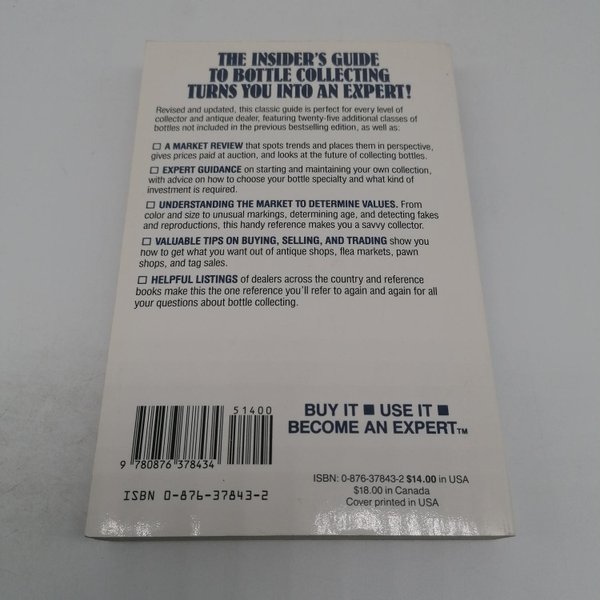 THE INSIDER'S GUIDE
TO BOTTLE COLLECTING
TURNS YOU INTO AN EXPERT!
Revised and updated, this classic guide is perfect for every level of
collector and antique dealer, featuring twenty-five additional classes of
bottles not included in the previous bestselling edition, as well as:
☐ A MARKET REVIEW that spots trends and places them in perspective,
gives prices paid at auction, and looks at the future of collecting bottles.
☐ EXPERT GUIDANCE on starting and maintaining your own collection,
with advice on how to choose your bottle specialty and what kind of
investment is required.
☐ UNDERSTANDING THE MARKET TO DETERMINE VALUES. From
color and size to unusual markings, determining age, and detecting fakes
and reproductions, this handy reference makes you a savvy collector.
☐ VALUABLE TIPS ON BUYING, SELLING, AND TRADING show you
how to get what you want out of antique shops, flea markets, pawn
shops, and tag sales.
☐ HELPFUL LISTINGS of dealers across the country and reference
books make this the one reference you'll refer to again and again for all
your questions about bottle collecting.
51400
9 780876 378434
ISBN 0-876-37843-2
BUY IT ■ USE IT ■
BECOME AN EXPERT™
ISBN: 0-876-37843-2 $14.00 in USA
$18.00 in Canada
Cover printed in USA